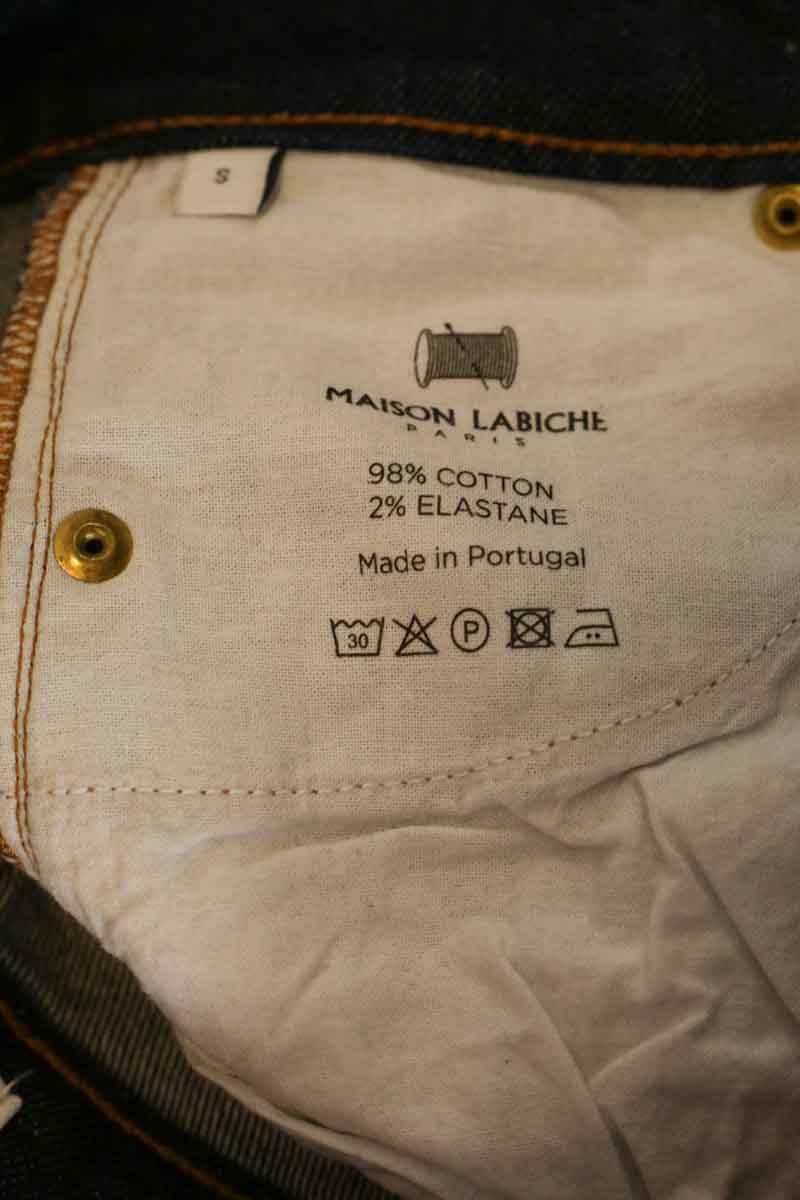 S
MAISON LABICHE
PARIS
98% COTTON
2% ELASTANE
Made in Portugal
30 P